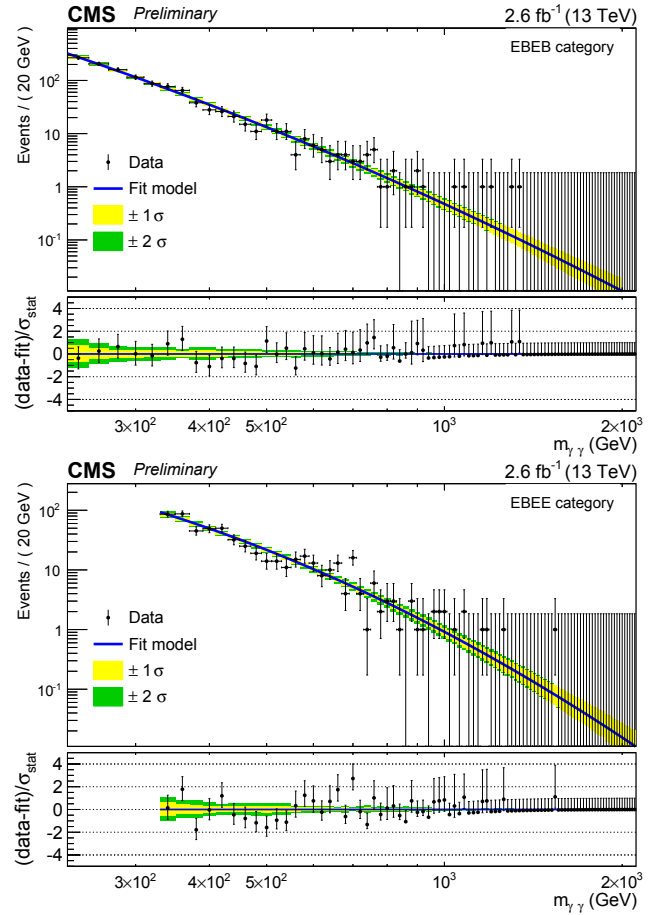 CMS Preliminary 2.6 fb⁻¹ (13 TeV)
EBEB category
Events / ( 20 GeV )
10²
10
1
10⁻¹
Data
Fit model
± 1 σ
± 2 σ
(data-fit)/σstat
4
2
0
-2
-4
3×10² 4×10² 5×10² 10³ 2×10³
mγγ (GeV)
CMS Preliminary 2.6 fb⁻¹ (13 TeV)
EBEE category
Events / ( 20 GeV )
10²
10
1
10⁻¹
Data
Fit model
± 1 σ
± 2 σ
(data-fit)/σstat
4
2
0
-2
-4
3×10² 4×10² 5×10² 10³ 2×10³
mγγ (GeV)